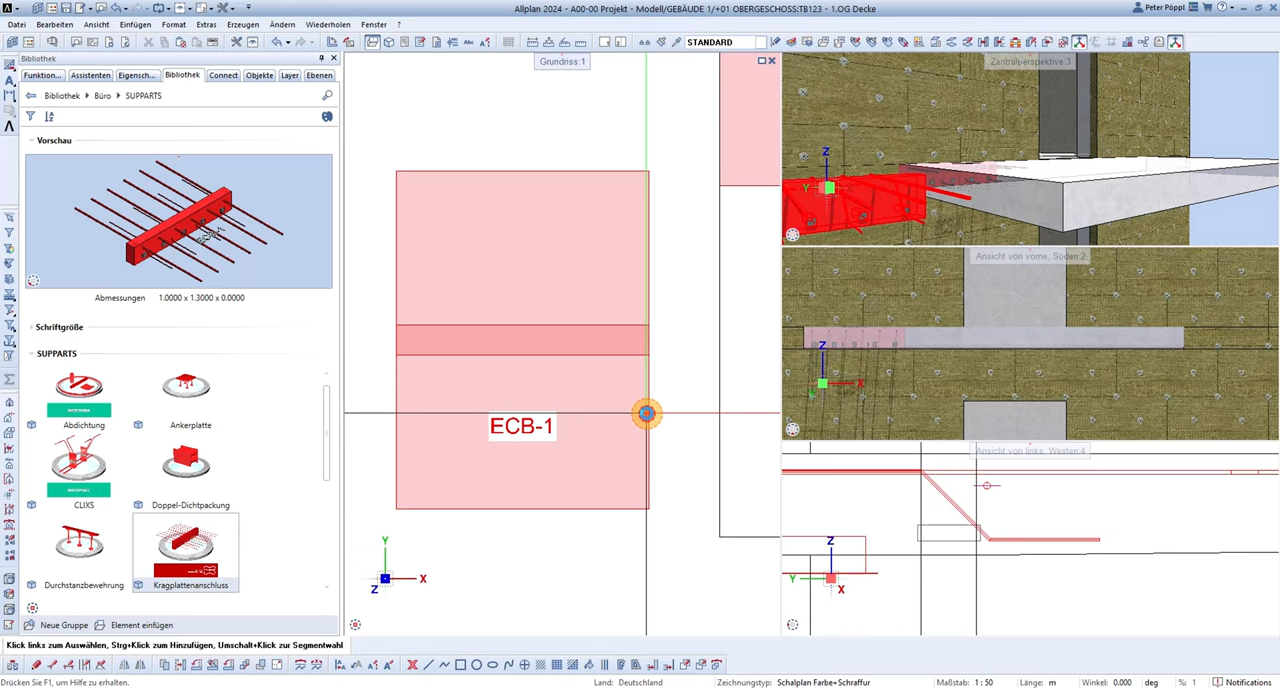 Allplan 2024 - A00-00 Projekt - Modell/GEBÄUDE 1/+01 OBERGESCHOSS:TB123 - 1.OG Decke
Peter Pöppl
Datei Bearbeiten Ansicht Einfügen Format Extras Erzeugen Ändern Wiederholen Fenster ?
STANDARD
Bibliothek
Funktion... Assistenten Eigensch... Bibliothek Connect Objekte Layer Ebenen
Bibliothek Büro SUPPARTS
Vorschau
ECB-1
Abmessungen 1.0000 x 1.3000 x 0.0000
Schriftgröße
SUPPARTS
Abdichtung
Ankerplatte
CLIXS
Doppel-Dichtpackung
Durchstanzbewehrung
Kragplattenanschluss
Neue Gruppe Element einfügen
Grundriss:1
ECB-1
Y
X
Z
Zentralperspektive:3
Z
Y
Ansicht von vorne, Süden:2
Z
X
Ansicht von links, Westen:4
Z
Y
X
Klick links zum Auswählen, Strg+Klick zum Hinzufügen, Umschalt+Klick zur Segmentwahl
Drücken Sie F1, um Hilfe zu erhalten.
Land: Deutschland
Zeichnungstyp: Schalplan Farbe+Schraffur
Maßstab: 1 : 50
Länge: m
Winkel: 0.000 deg
%: 1
Notifications